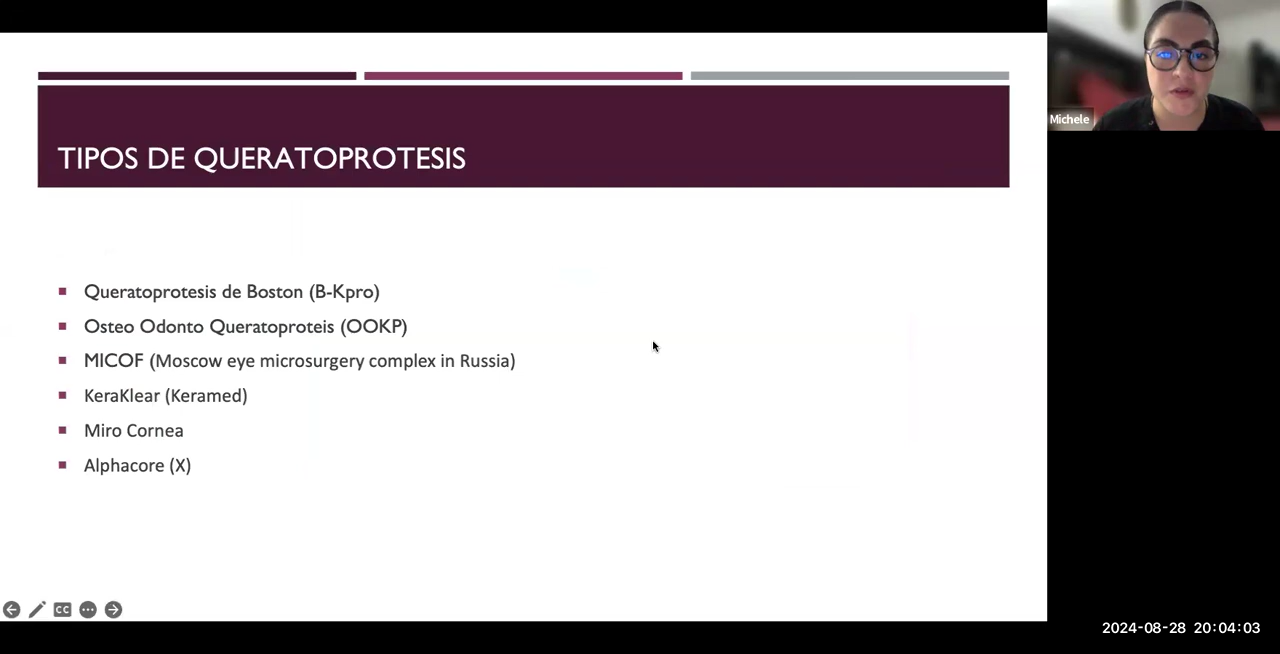 TIPOS DE QUERATOPROTESIS
Queratoprotesis de Boston (B-Kpro)
Osteo Odonto Queratoproteis (OOKP)
MICOF (Moscow eye microsurgery complex in Russia)
KeraKlear (Keramed)
Miro Cornea
Alphacore (X)
Michele
CC
2024-08-28 20:04:03